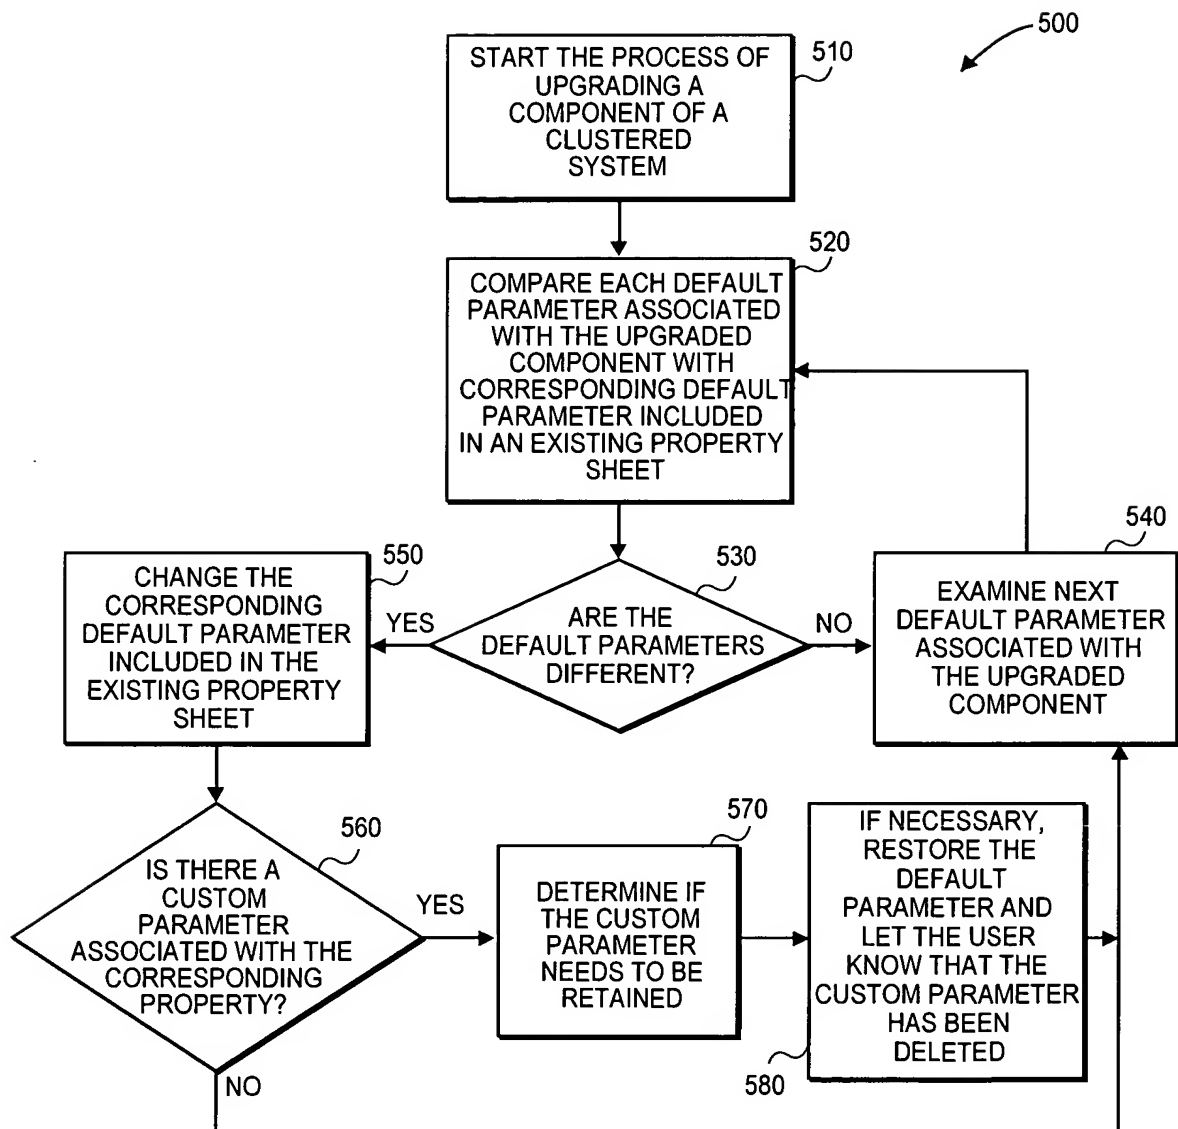 500
START THE PROCESS OF
UPGRADING A
COMPONENT OF A
CLUSTERED
SYSTEM
510
COMPARE EACH DEFAULT
PARAMETER ASSOCIATED
WITH THE UPGRADED
COMPONENT WITH
CORRESPONDING DEFAULT
PARAMETER INCLUDED
IN AN EXISTING PROPERTY
SHEET
520
ARE THE
DEFAULT PARAMETERS
DIFFERENT?
530
YES
NO
EXAMINE NEXT
DEFAULT PARAMETER
ASSOCIATED WITH
THE UPGRADED
COMPONENT
540
CHANGE THE
CORRESPONDING
DEFAULT PARAMETER
INCLUDED IN THE
EXISTING PROPERTY
SHEET
550
IS THERE A
CUSTOM
PARAMETER
ASSOCIATED WITH THE
CORRESPONDING
PROPERTY?
560
YES
NO
DETERMINE IF
THE CUSTOM
PARAMETER
NEEDS TO BE
RETAINED
570
IF NECESSARY,
RESTORE THE
DEFAULT
PARAMETER AND
LET THE USER
KNOW THAT THE
CUSTOM PARAMETER
HAS BEEN
DELETED
580